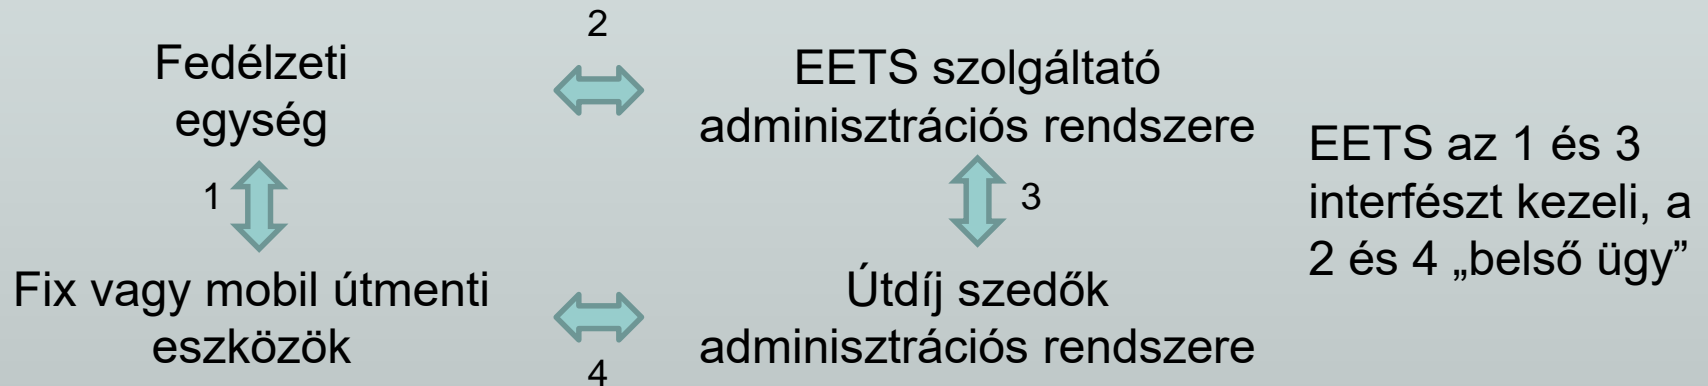 2
Fedélzeti
egység
EETS szolgáltató
adminisztrációs rendszere
1
3
EETS az 1 és 3
interfészt kezeli, a
2 és 4 „belső ügy”
Fix vagy mobil útmenti
eszközök
Útdíj szedők
adminisztrációs rendszere
4